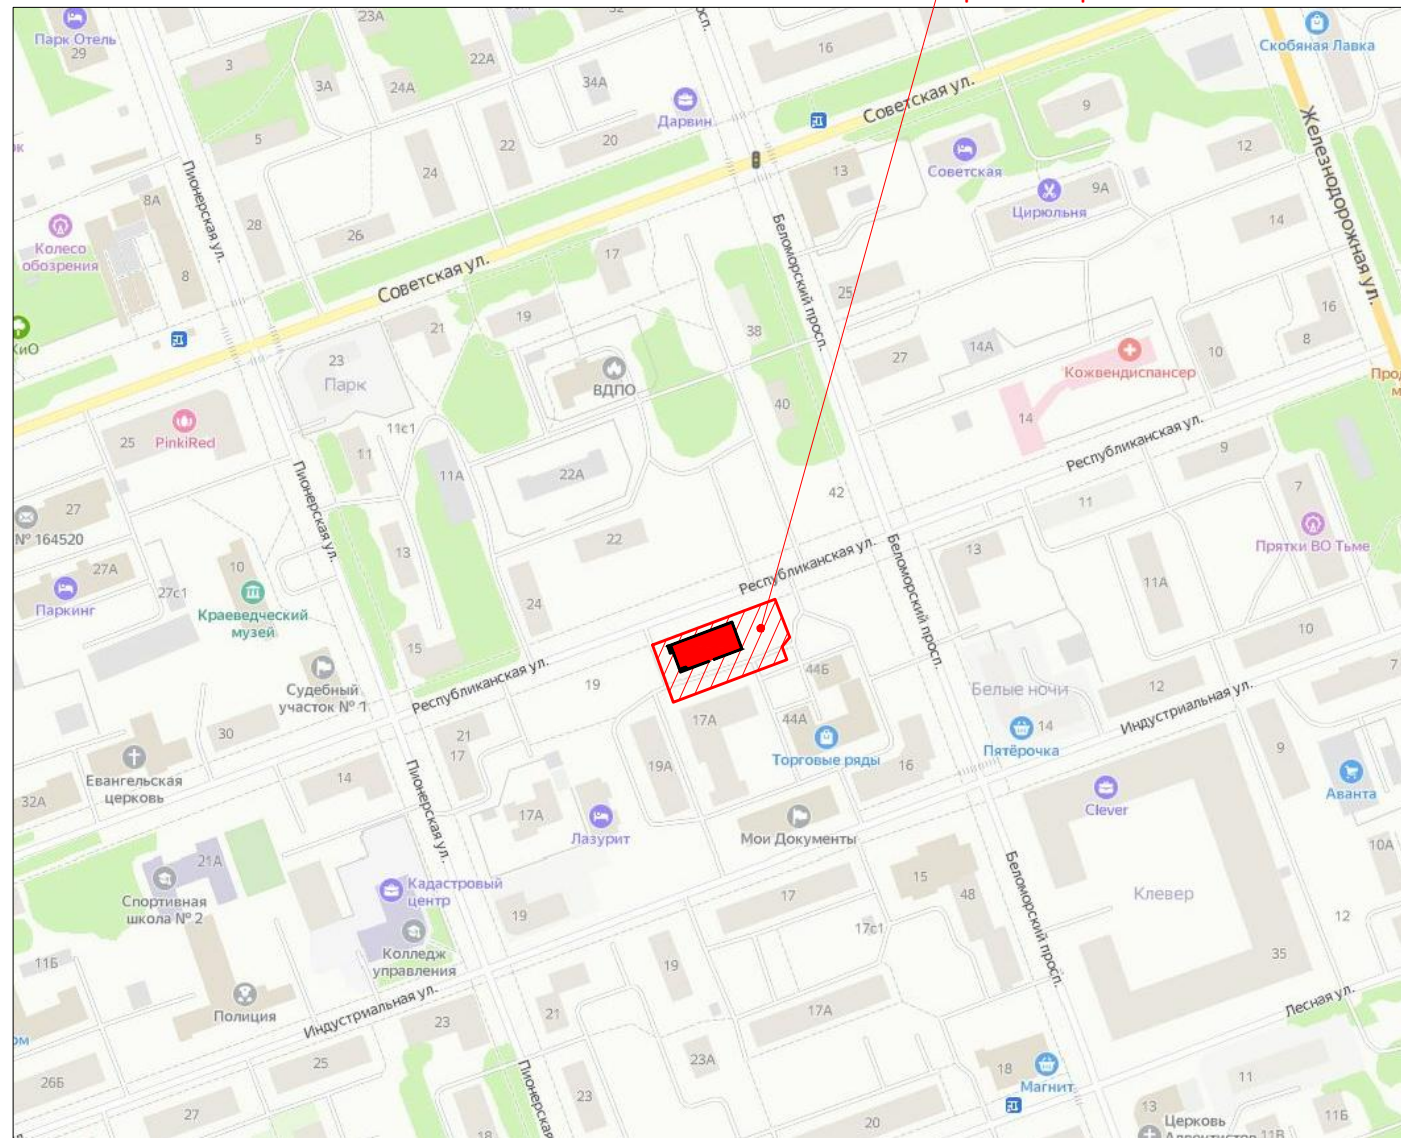 23А
Парк Отель
29
3
3А
24А
22А
34А
16
Скобяная Лавка
Дарвин
Советская ул.
9
5
22
20
24
13
Советская
12
Железнодорожная ул.
Пионерская ул.
8А
9А
Цирюльня
28
26
14
Колесо
обозрения
8
Советская ул.
17
Беломорский просп.
25
19
21
38
16
КиО
23
Парк
27
14А
10
8
ВДПО
Кожвендиспансер
40
14
PinkiRed
25
11с1
11
11А
22А
Республиканская ул.
9
Пионерская ул.
42
11
7
27
№ 164520
13
22
Республиканская ул.
Беломорский просп.
13
Прятки ВО Тьме
27А
Паркинг
27с1
10
Краеведческий
музей
24
11А
15
Судебный
участок № 1
Республиканская ул.
19
44Б
10
Белые ночи
12
7
30
21
17
17А
44А
Торговые ряды
16
14
Пятёрочка
Индустриальная ул.
9
Евангельская
церковь
14
Пионерская ул.
19А
Аванта
32А
17А
Лазурит
Мои Документы
Clever
10А
21А
Спортивная
школа № 2
Кадастровый
центр
19
17
15
48
Беломорский просп.
Клевер
12
17с1
Колледж
управления
11Б
19
35
Полиция
Индустриальная ул.
23
21
17А
Лесная ул.
25
23А
18
Магнит
11
26Б
27
Пионерская
23
18
20
13
Церковь
11В
11Б